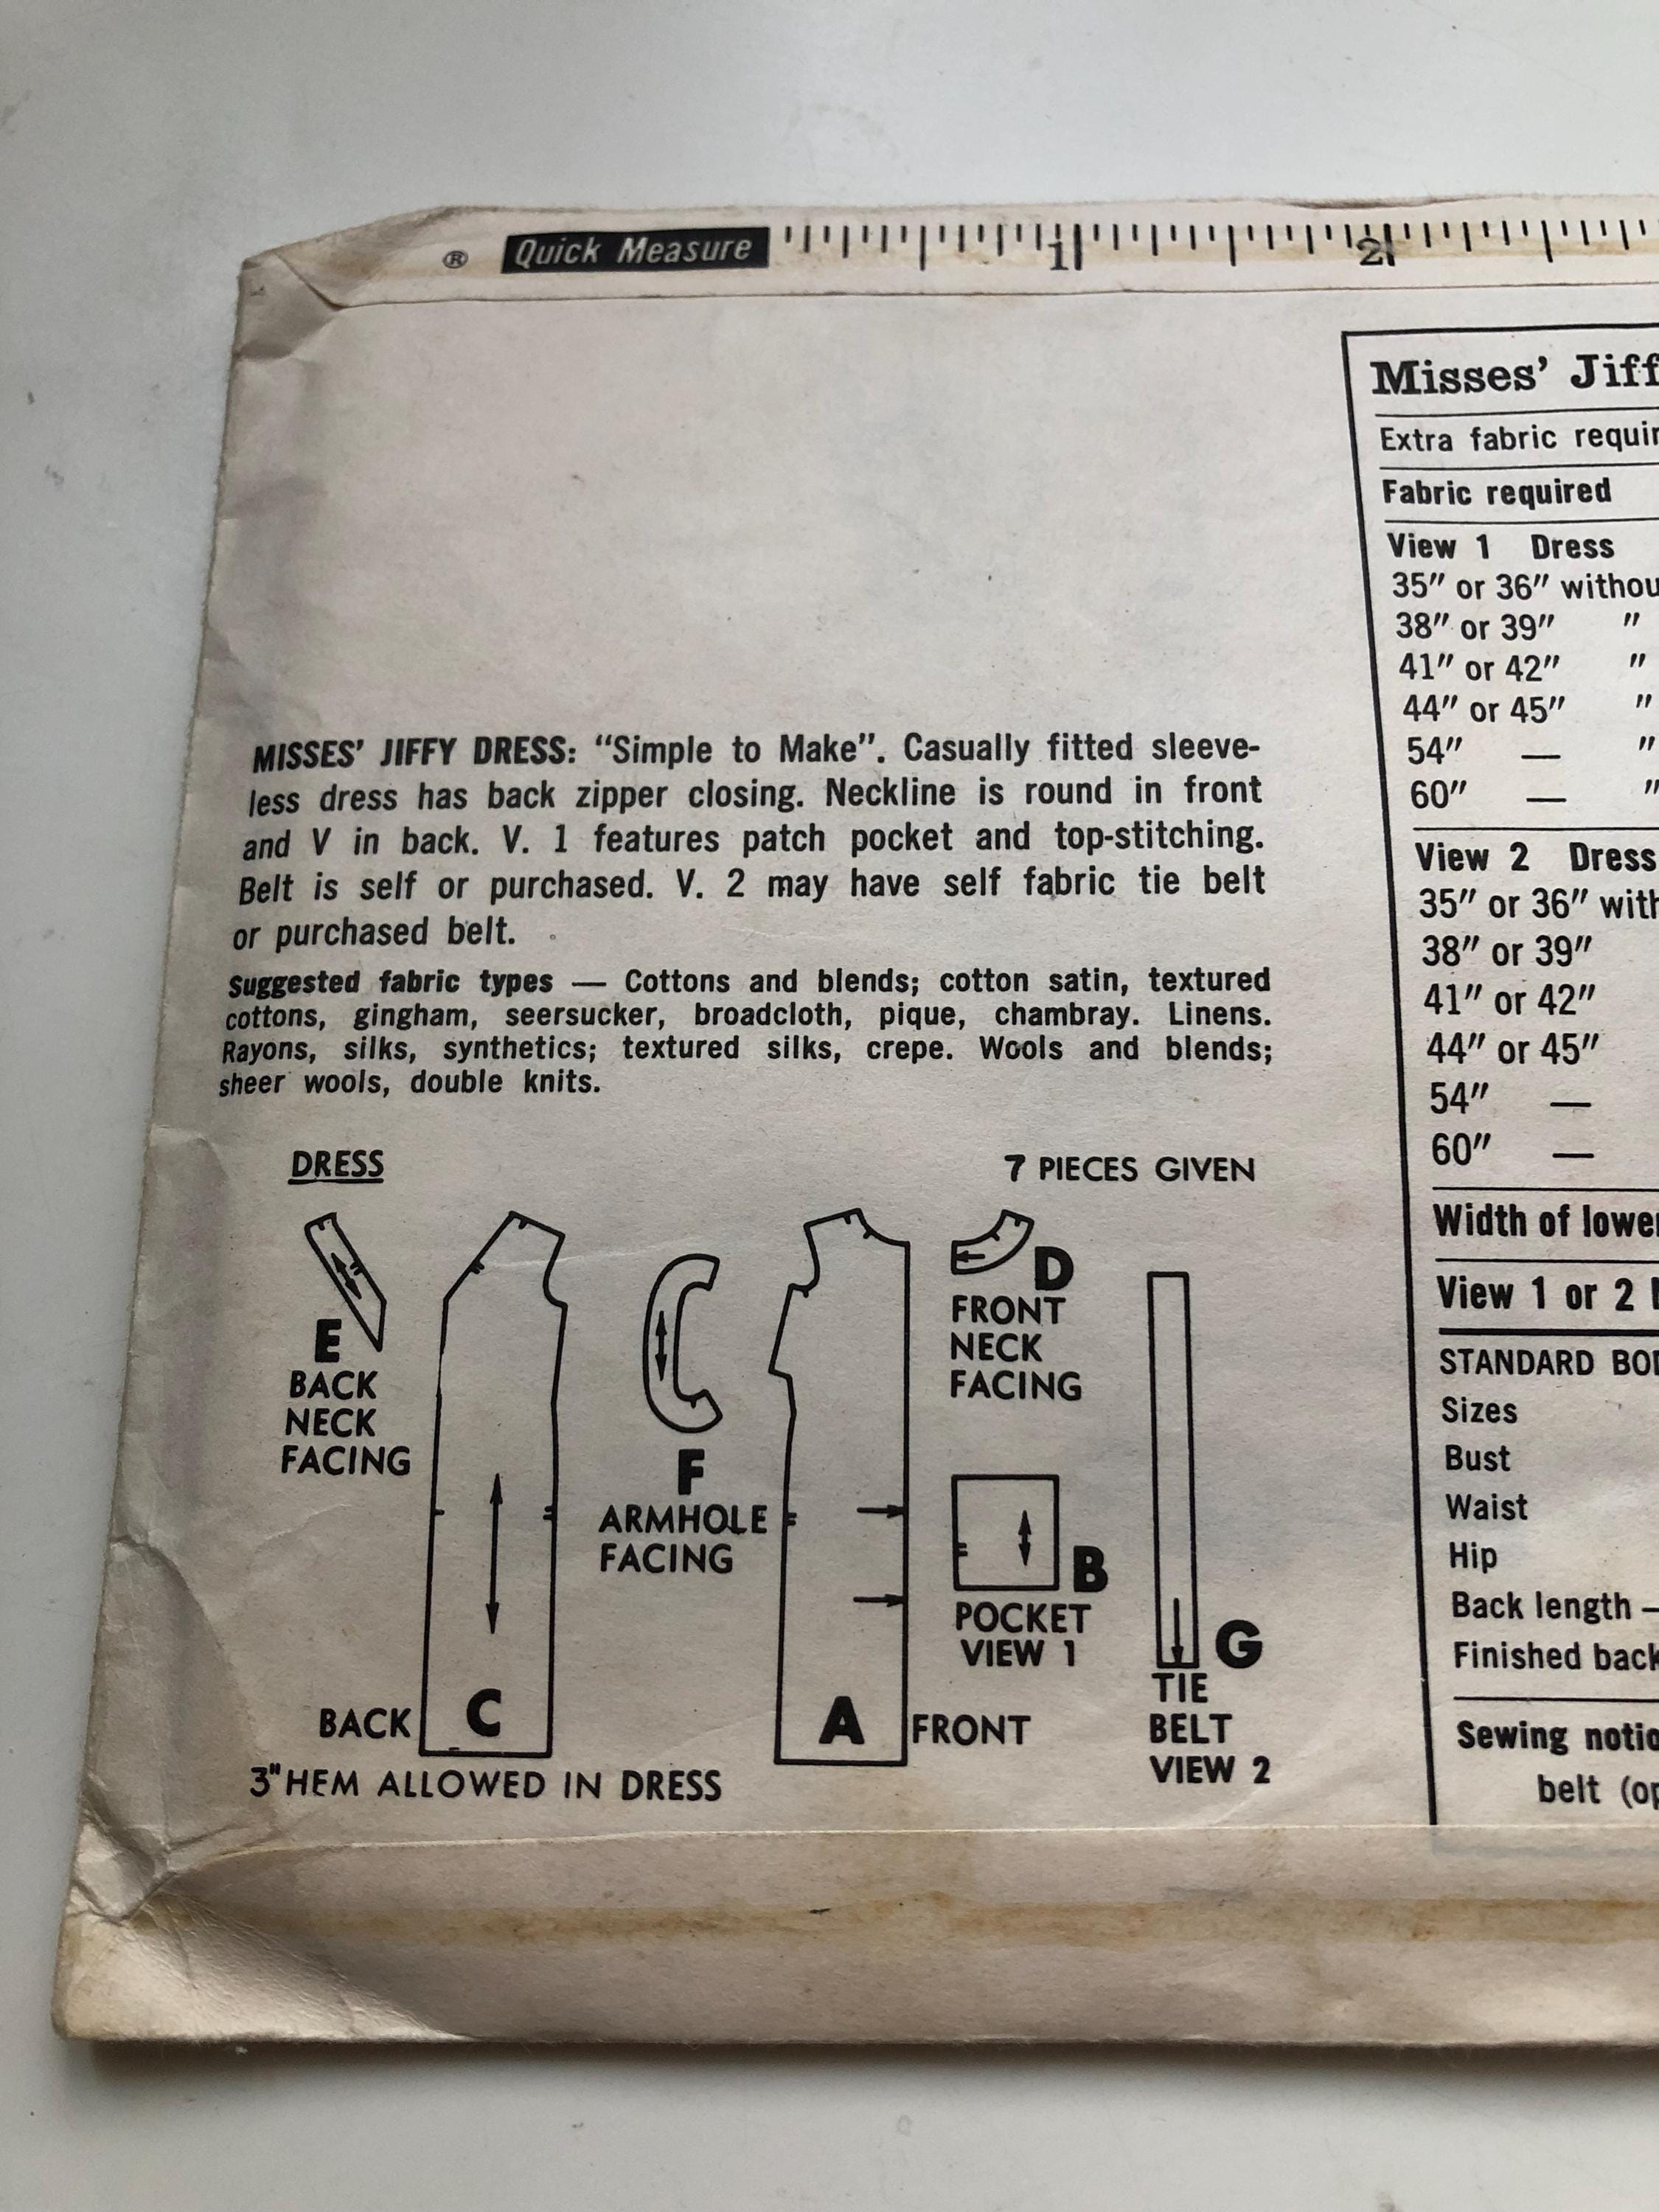 ® Quick Measure 1 2
MISSES' JIFFY DRESS: “Simple to Make”. Casually fitted sleeve-
less dress has back zipper closing. Neckline is round in front
and V in back. V. 1 features patch pocket and top-stitching.
Belt is self or purchased. V. 2 may have self fabric tie belt
or purchased belt.
Suggested fabric types — Cottons and blends; cotton satin, textured
cottons, gingham, seersucker, broadcloth, pique, chambray. Linens.
Rayons, silks, synthetics; textured silks, crepe. Wools and blends;
sheer wools, double knits.
DRESS
7 PIECES GIVEN
E
BACK
NECK
FACING
BACK
C
F
ARMHOLE
FACING
A
FRONT
D
FRONT
NECK
FACING
B
POCKET
VIEW 1
G
TIE
BELT
VIEW 2
3" HEM ALLOWED IN DRESS
Misses' Jiff
Extra fabric requir
Fabric required
View 1 Dress
35″ or 36″ withou
38″ or 39″ ″
41″ or 42″ ″
44″ or 45″ ″
54″ — ″
60″ — ″
View 2 Dress
35″ or 36″ with
38″ or 39″
41″ or 42″
44″ or 45″
54″ —
60″ —
Width of lower
View 1 or 2
STANDARD BOD
Sizes
Bust
Waist
Hip
Back length –
Finished back
Sewing notio
belt (op